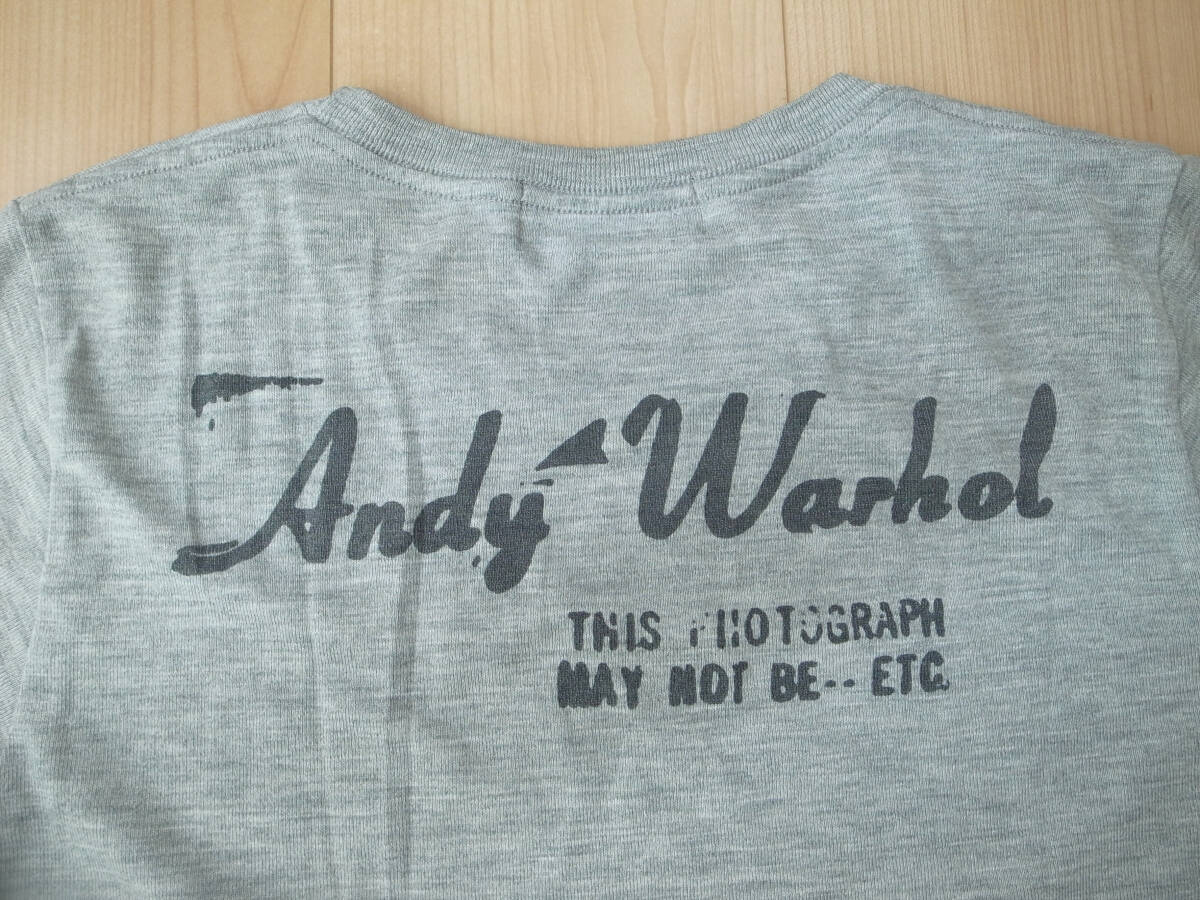 Andy Warhol
THIS PHOTOGRAPH
MAY NOT BE-- ETC.